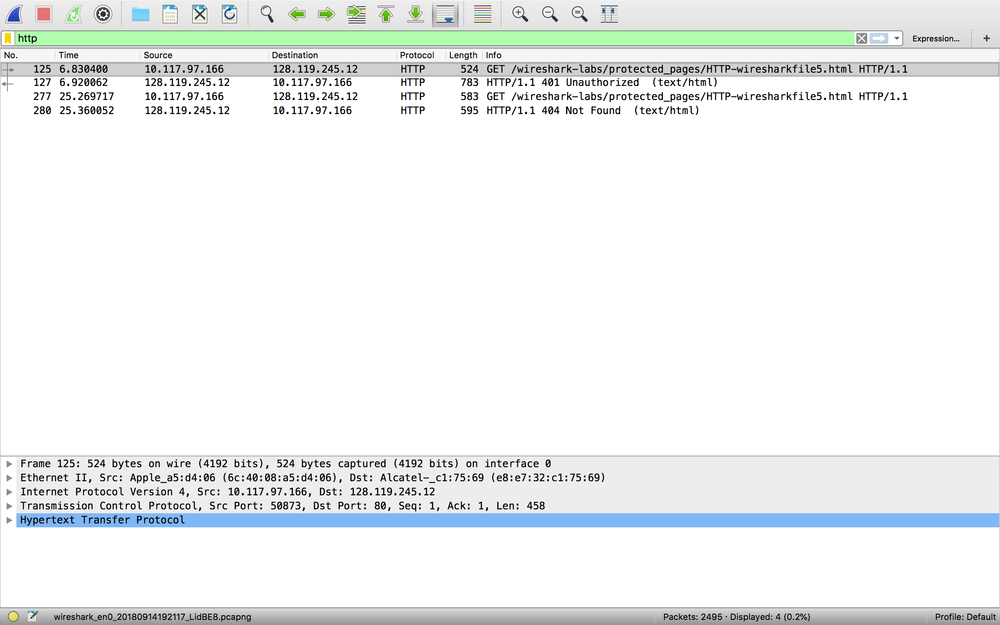 http
Expression... +
No. Time Source Destination Protocol Length Info
125 6.830400 10.117.97.166 128.119.245.12 HTTP 524 GET /wireshark-labs/protected_pages/HTTP-wiresharkfile5.html HTTP/1.1
127 6.920062 128.119.245.12 10.117.97.166 HTTP 783 HTTP/1.1 401 Unauthorized (text/html)
277 25.269717 10.117.97.166 128.119.245.12 HTTP 583 GET /wireshark-labs/protected_pages/HTTP-wiresharkfile5.html HTTP/1.1
280 25.360052 128.119.245.12 10.117.97.166 HTTP 595 HTTP/1.1 404 Not Found (text/html)
Frame 125: 524 bytes on wire (4192 bits), 524 bytes captured (4192 bits) on interface 0
Ethernet II, Src: Apple_a5:d4:06 (6c:40:08:a5:d4:06), Dst: Alcatel-_c1:75:69 (e8:e7:32:c1:75:69)
Internet Protocol Version 4, Src: 10.117.97.166, Dst: 128.119.245.12
Transmission Control Protocol, Src Port: 50873, Dst Port: 80, Seq: 1, Ack: 1, Len: 458
Hypertext Transfer Protocol
wireshark_en0_20180914192117_LidBE8.pcapng
Packets: 2495 · Displayed: 4 (0.2%)
Profile: Default